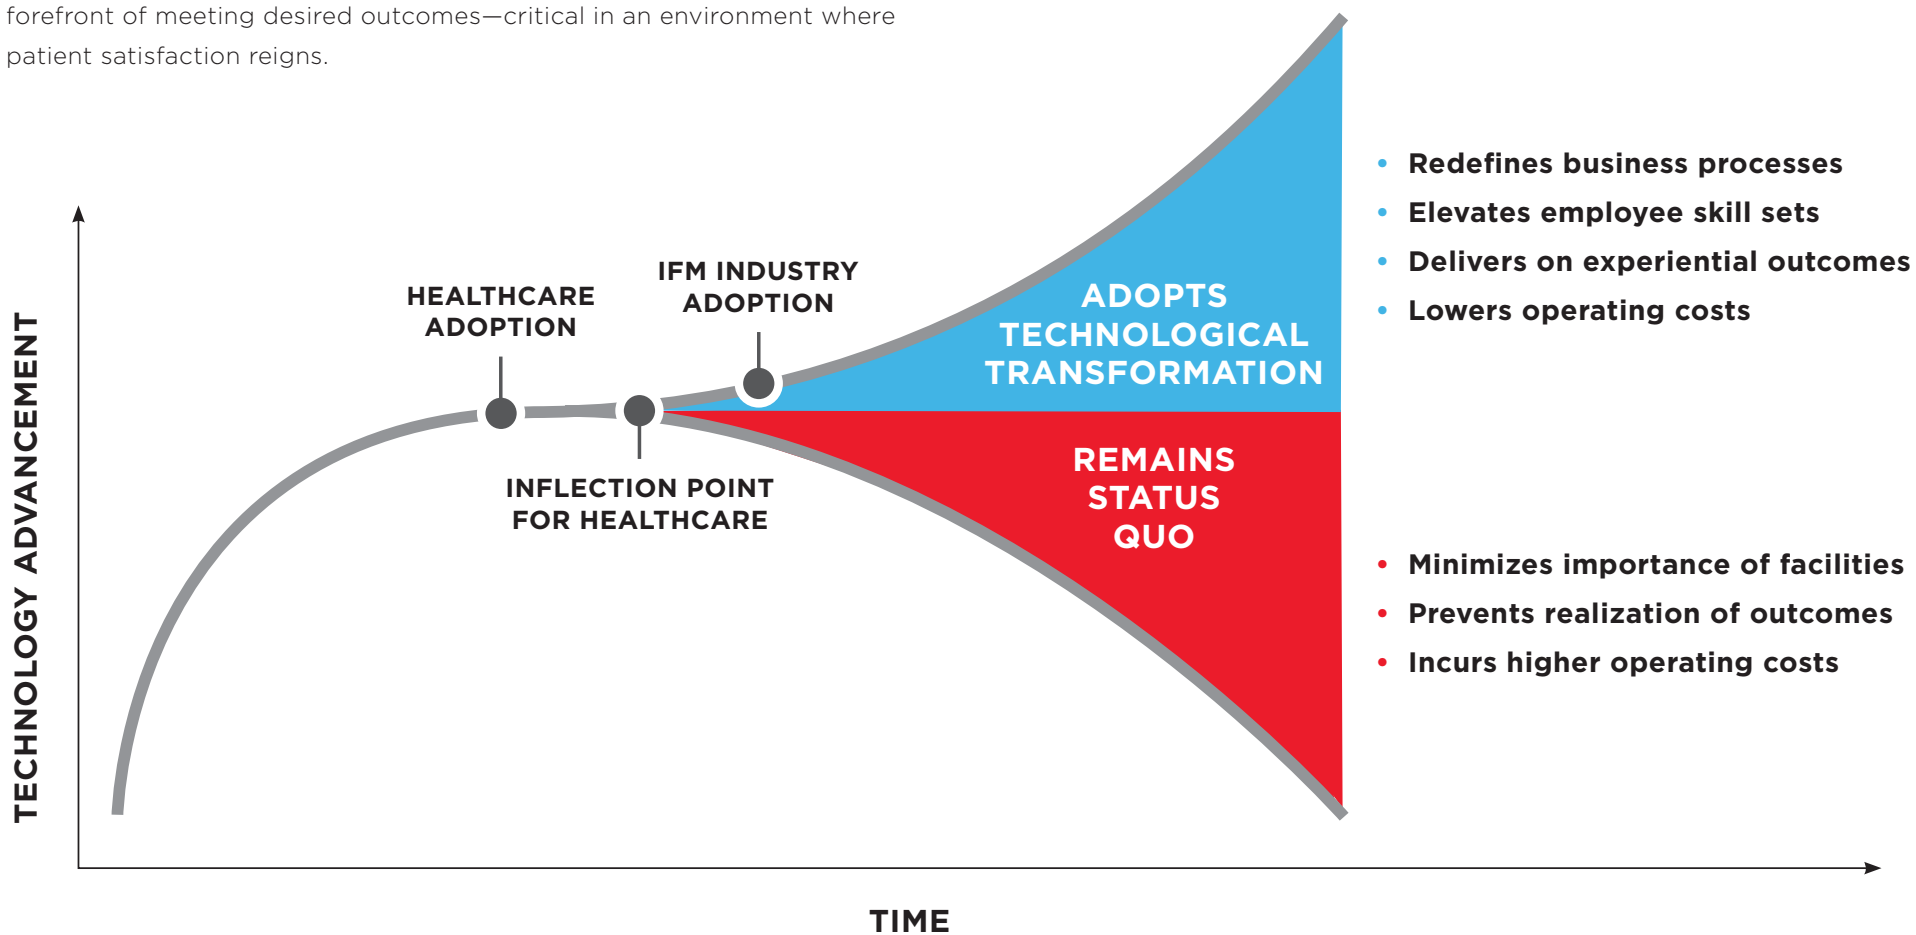 forefront of meeting desired outcomes—critical in an environment where
patient satisfaction reigns.
TECHNOLOGY ADVANCEMENT
HEALTHCARE
ADOPTION
IFM INDUSTRY
ADOPTION
INFLECTION POINT
FOR HEALTHCARE
ADOPTS
TECHNOLOGICAL
TRANSFORMATION
REMAINS
STATUS
QUO
• Redefines business processes
• Elevates employee skill sets
• Delivers on experiential outcomes
• Lowers operating costs
• Minimizes importance of facilities
• Prevents realization of outcomes
• Incurs higher operating costs
TIME